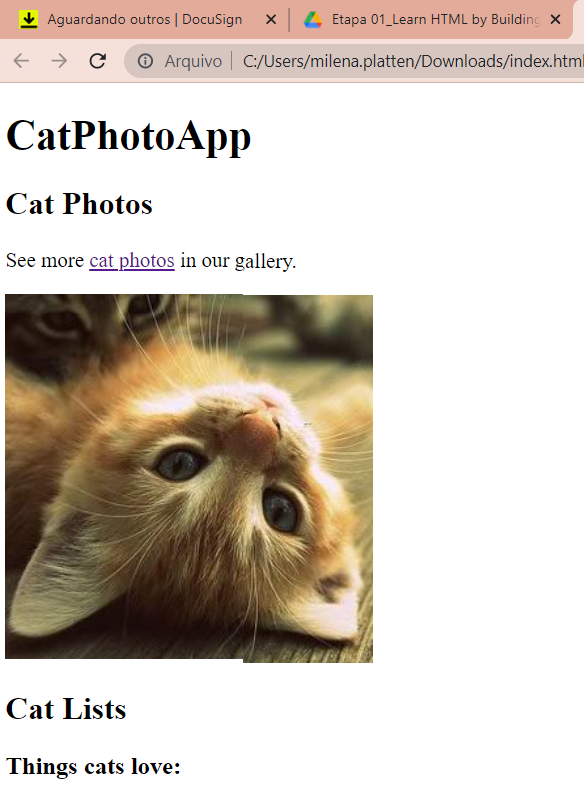 Aguardando outros | DocuSign
Etapa 01_Learn HTML by Building
Arquivo
C:/Users/milena.platten/Downloads/index.html
CatPhotoApp
Cat Photos
See more cat photos in our gallery.
Cat Lists
Things cats love: